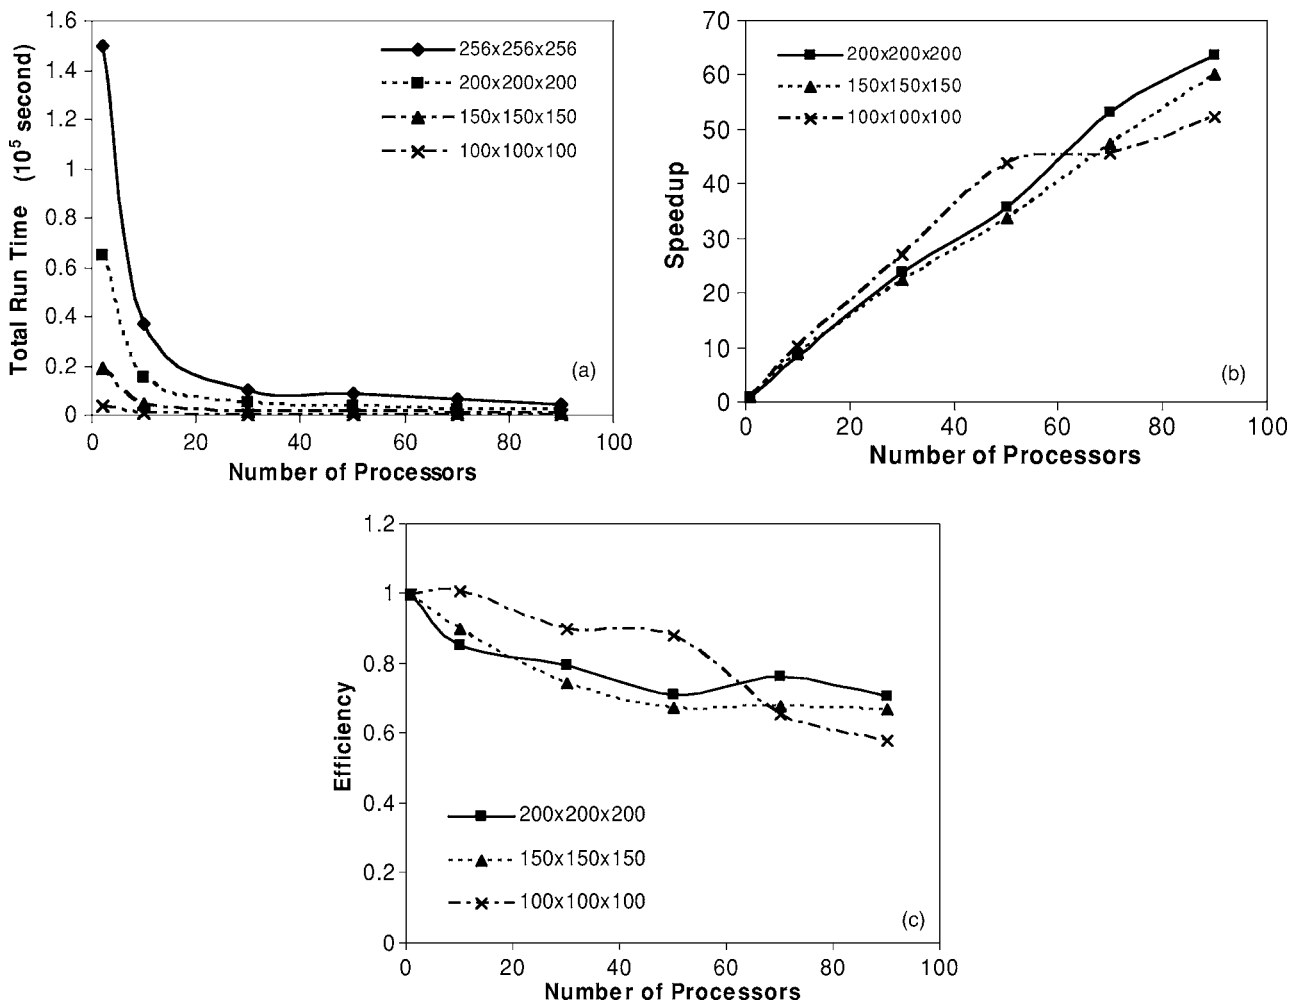 1.6
1.4
1.2
1
0.8
0.6
0.4
0.2
0
Total Run Time (10⁵ second)
256x256x256
200x200x200
150x150x150
100x100x100
(a)
0 20 40 60 80 100
Number of Processors
70
60
50
40
30
20
10
0
Speedup
200x200x200
150x150x150
100x100x100
(b)
0 20 40 60 80 100
Number of Processors
1.2
1
0.8
0.6
0.4
0.2
0
Efficiency
200x200x200
150x150x150
100x100x100
(c)
0 20 40 60 80 100
Number of Processors